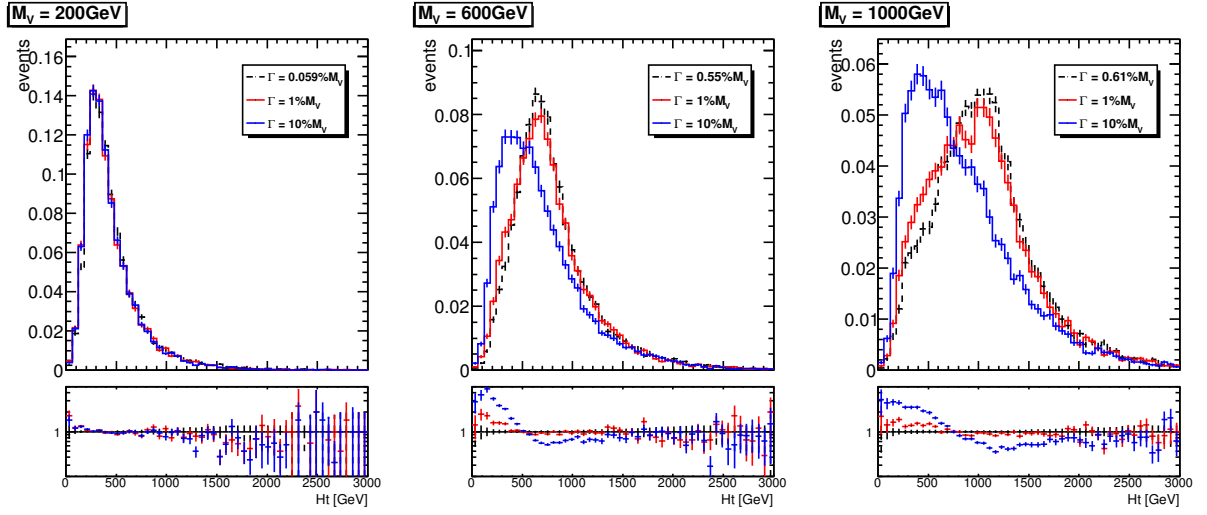 M_V = 200GeV
events
Γ = 0.059%M_V
Γ = 1%M_V
Γ = 10%M_V
0.16
0.14
0.12
0.1
0.08
0.06
0.04
0.02
0
1
0 500 1000 1500 2000 2500 3000
Ht [GeV]
M_V = 600GeV
events
Γ = 0.55%M_V
Γ = 1%M_V
Γ = 10%M_V
0.1
0.08
0.06
0.04
0.02
0
1
0 500 1000 1500 2000 2500 3000
Ht [GeV]
M_V = 1000GeV
events
Γ = 0.61%M_V
Γ = 1%M_V
Γ = 10%M_V
0.06
0.05
0.04
0.03
0.02
0.01
0
1
0 500 1000 1500 2000 2500 3000
Ht [GeV]